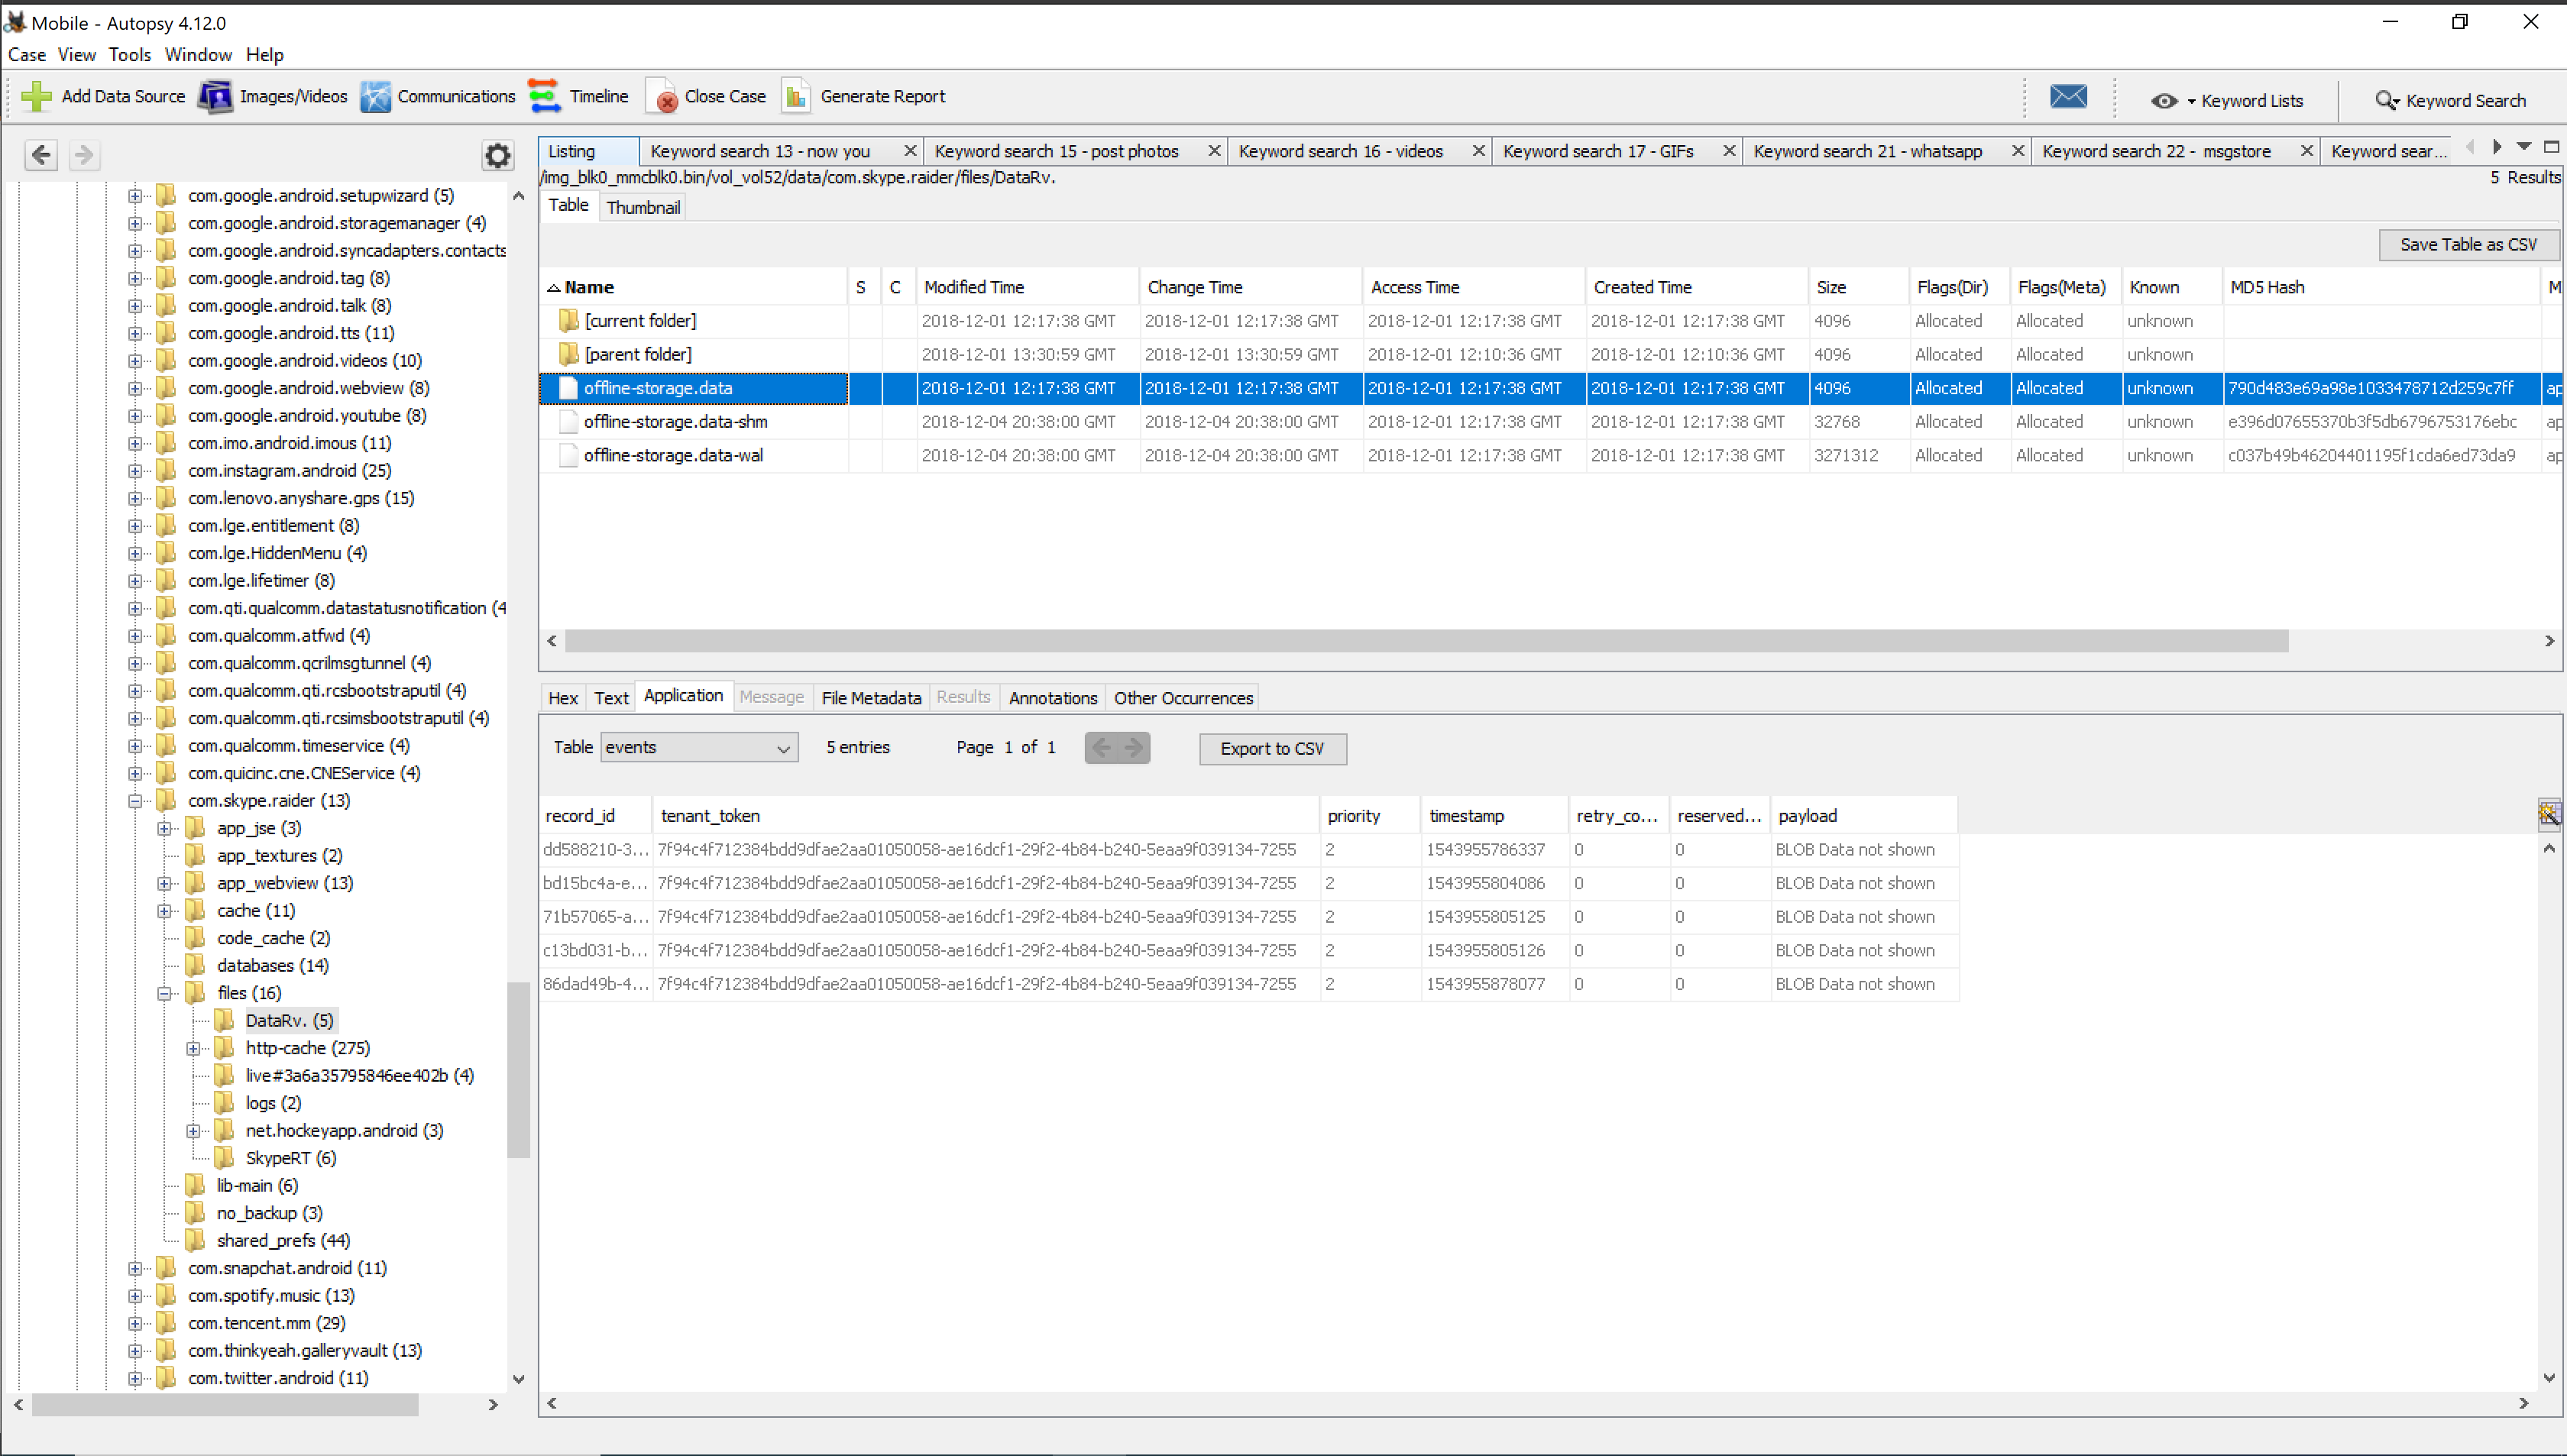 Mobile - Autopsy 4.12.0
Case View Tools Window Help
Add Data Source Images/Videos Communications Timeline Close Case Generate Report Keyword Lists Keyword Search
Listing Keyword search 13 - now you Keyword search 15 - post photos Keyword search 16 - videos Keyword search 17 - GIFs Keyword search 21 - whatsapp Keyword search 22 - msgstore Keyword sear...
/img_blk0_mmcblk0.bin/vol_vol52/data/com.skype.raider/files/DataRv. 5 Results
Table Thumbnail
Save Table as CSV
Name S C Modified Time Change Time Access Time Created Time Size Flags(Dir) Flags(Meta) Known MD5 Hash M
[current folder] 2018-12-01 12:17:38 GMT 2018-12-01 12:17:38 GMT 2018-12-01 12:17:38 GMT 2018-12-01 12:17:38 GMT 4096 Allocated Allocated unknown
[parent folder] 2018-12-01 13:30:59 GMT 2018-12-01 13:30:59 GMT 2018-12-01 12:10:36 GMT 2018-12-01 12:10:36 GMT 4096 Allocated Allocated unknown
offline-storage.data 2018-12-01 12:17:38 GMT 2018-12-01 12:17:38 GMT 2018-12-01 12:17:38 GMT 2018-12-01 12:17:38 GMT 4096 Allocated Allocated unknown 790d483e69a98e1033478712d259c7ff ap
offline-storage.data-shm 2018-12-04 20:38:00 GMT 2018-12-04 20:38:00 GMT 2018-12-01 12:17:38 GMT 2018-12-01 12:17:38 GMT 32768 Allocated Allocated unknown e396d07655370b3f5db6796753176ebc ap
offline-storage.data-wal 2018-12-04 20:38:00 GMT 2018-12-04 20:38:00 GMT 2018-12-01 12:17:38 GMT 2018-12-01 12:17:38 GMT 3271312 Allocated Allocated unknown c037b49b46204401195f1cda6ed73da9 ap
com.google.android.setupwizard (5)
com.google.android.storagemanager (4)
com.google.android.syncadapters.contacts
com.google.android.tag (8)
com.google.android.talk (8)
com.google.android.tts (11)
com.google.android.videos (10)
com.google.android.webview (8)
com.google.android.youtube (8)
com.imo.android.imous (11)
com.instagram.android (25)
com.lenovo.anyshare.gps (15)
com.lge.entitlement (8)
com.lge.HiddenMenu (4)
com.lge.lifetimer (8)
com.qti.qualcomm.datastatusnotification (4
com.qualcomm.atfwd (4)
com.qualcomm.qcrilmsgtunnel (4)
com.qualcomm.qti.rcsbootstraputil (4)
com.qualcomm.qti.rcsimsbootstraputil (4)
com.qualcomm.timeservice (4)
com.quicinc.cne.CNEService (4)
com.skype.raider (13)
app_jse (3)
app_textures (2)
app_webview (13)
cache (11)
code_cache (2)
databases (14)
files (16)
DataRv. (5)
http-cache (275)
live#3a6a35795846ee402b (4)
logs (2)
net.hockeyapp.android (3)
SkypeRT (6)
lib-main (6)
no_backup (3)
shared_prefs (44)
com.snapchat.android (11)
com.spotify.music (13)
com.tencent.mm (29)
com.thinkyeah.galleryvault (13)
com.twitter.android (11)
Hex Text Application Message File Metadata Results Annotations Other Occurrences
Table events 5 entries Page 1 of 1 Export to CSV
record_id tenant_token priority timestamp retry_co... reserved... payload
dd588210-3... 7f94c4f712384bdd9dfae2aa01050058-ae16dcf1-29f2-4b84-b240-5eaa9f039134-7255 2 1543955786337 0 0 BLOB Data not shown
bd15bc4a-e... 7f94c4f712384bdd9dfae2aa01050058-ae16dcf1-29f2-4b84-b240-5eaa9f039134-7255 2 1543955804086 0 0 BLOB Data not shown
71b57065-a... 7f94c4f712384bdd9dfae2aa01050058-ae16dcf1-29f2-4b84-b240-5eaa9f039134-7255 2 1543955805125 0 0 BLOB Data not shown
c13bd031-b... 7f94c4f712384bdd9dfae2aa01050058-ae16dcf1-29f2-4b84-b240-5eaa9f039134-7255 2 1543955805126 0 0 BLOB Data not shown
86dad49b-4... 7f94c4f712384bdd9dfae2aa01050058-ae16dcf1-29f2-4b84-b240-5eaa9f039134-7255 2 1543955878077 0 0 BLOB Data not shown